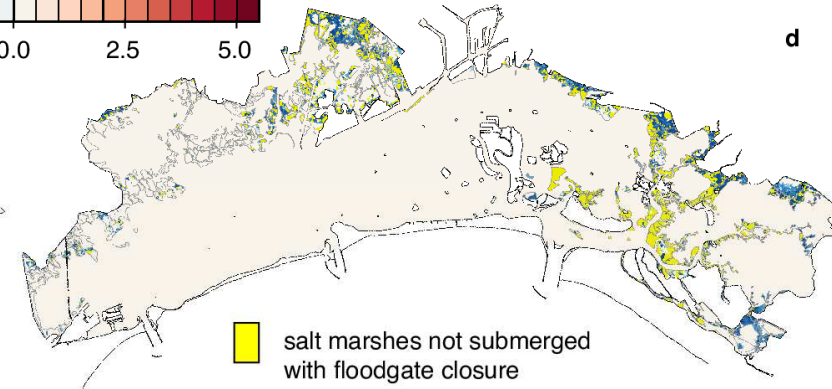 0.0 2.5 5.0
d
salt marshes not submerged
with floodgate closure